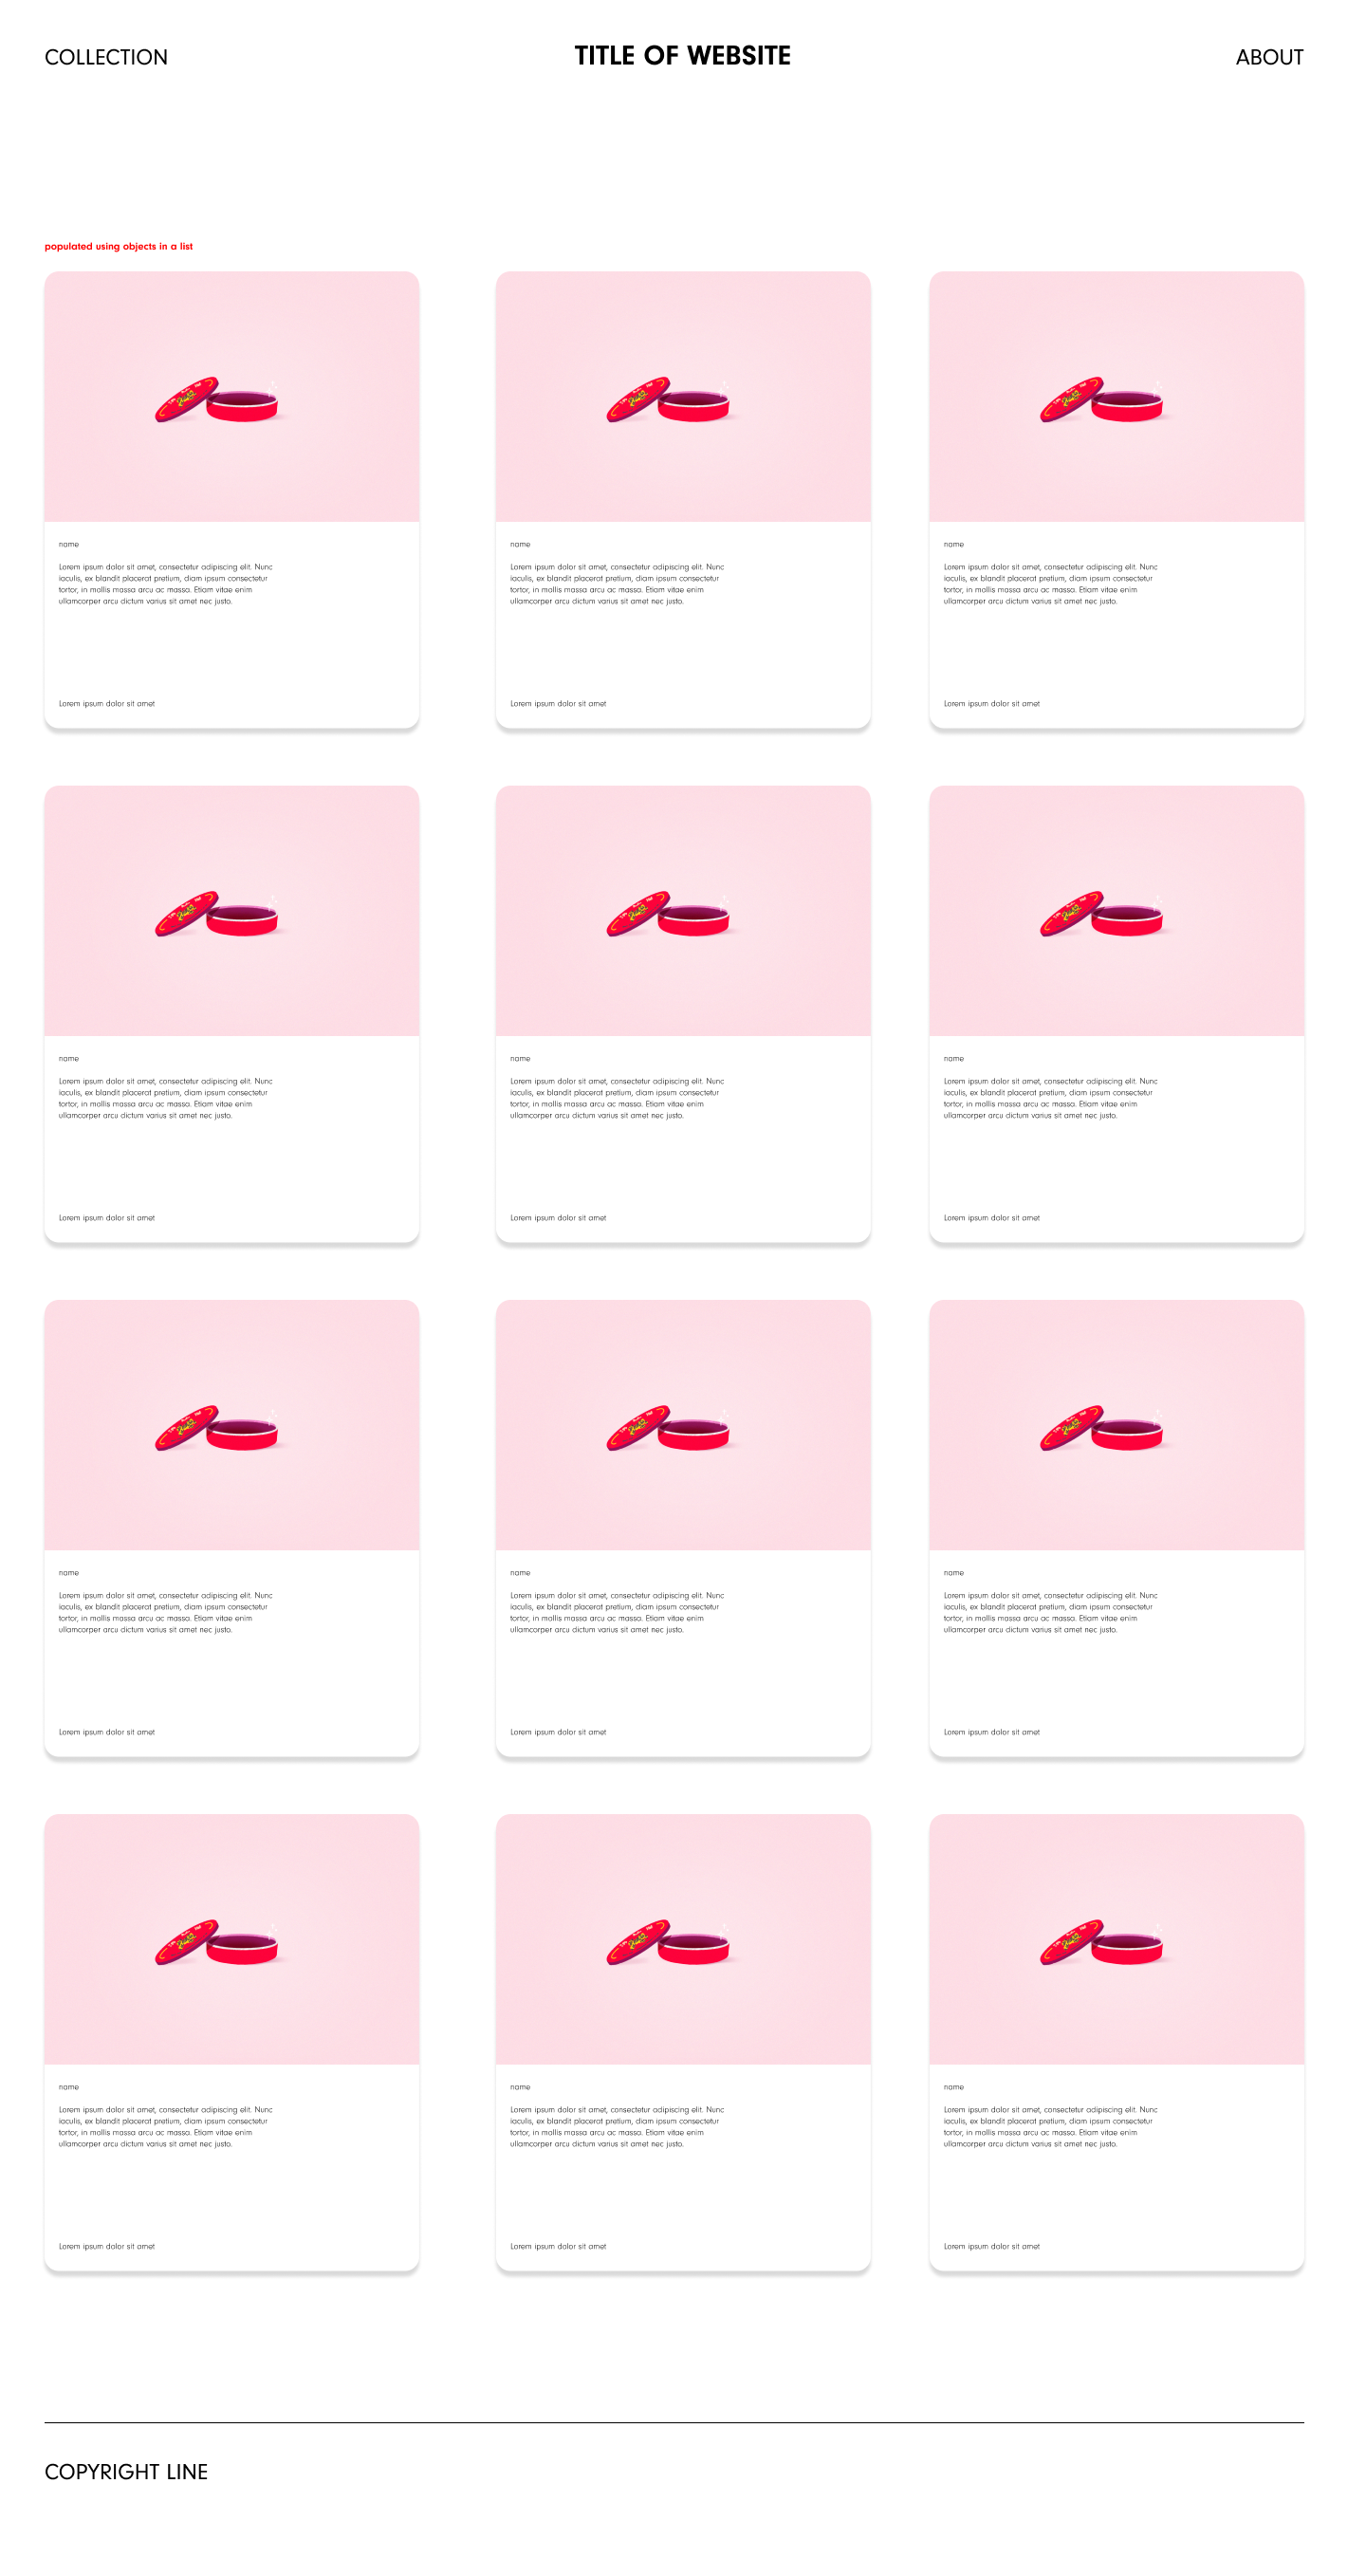 COLLECTION
TITLE OF WEBSITE
ABOUT
populated using objects in a list
name
Lorem ipsum dolor sit amet, consectetur adipiscing elit. Nunc
iaculis, ex blandit placerat pretium, diam ipsum consectetur
tortor, in mollis massa arcu ac massa. Etiam vitae enim
ullamcorper arcu dictum varius sit amet nec justo.
Lorem ipsum dolor sit amet
name
Lorem ipsum dolor sit amet, consectetur adipiscing elit. Nunc
iaculis, ex blandit placerat pretium, diam ipsum consectetur
tortor, in mollis massa arcu ac massa. Etiam vitae enim
ullamcorper arcu dictum varius sit amet nec justo.
Lorem ipsum dolor sit amet
name
Lorem ipsum dolor sit amet, consectetur adipiscing elit. Nunc
iaculis, ex blandit placerat pretium, diam ipsum consectetur
tortor, in mollis massa arcu ac massa. Etiam vitae enim
ullamcorper arcu dictum varius sit amet nec justo.
Lorem ipsum dolor sit amet
name
Lorem ipsum dolor sit amet, consectetur adipiscing elit. Nunc
iaculis, ex blandit placerat pretium, diam ipsum consectetur
tortor, in mollis massa arcu ac massa. Etiam vitae enim
ullamcorper arcu dictum varius sit amet nec justo.
Lorem ipsum dolor sit amet
name
Lorem ipsum dolor sit amet, consectetur adipiscing elit. Nunc
iaculis, ex blandit placerat pretium, diam ipsum consectetur
tortor, in mollis massa arcu ac massa. Etiam vitae enim
ullamcorper arcu dictum varius sit amet nec justo.
Lorem ipsum dolor sit amet
name
Lorem ipsum dolor sit amet, consectetur adipiscing elit. Nunc
iaculis, ex blandit placerat pretium, diam ipsum consectetur
tortor, in mollis massa arcu ac massa. Etiam vitae enim
ullamcorper arcu dictum varius sit amet nec justo.
Lorem ipsum dolor sit amet
name
Lorem ipsum dolor sit amet, consectetur adipiscing elit. Nunc
iaculis, ex blandit placerat pretium, diam ipsum consectetur
tortor, in mollis massa arcu ac massa. Etiam vitae enim
ullamcorper arcu dictum varius sit amet nec justo.
Lorem ipsum dolor sit amet
name
Lorem ipsum dolor sit amet, consectetur adipiscing elit. Nunc
iaculis, ex blandit placerat pretium, diam ipsum consectetur
tortor, in mollis massa arcu ac massa. Etiam vitae enim
ullamcorper arcu dictum varius sit amet nec justo.
Lorem ipsum dolor sit amet
name
Lorem ipsum dolor sit amet, consectetur adipiscing elit. Nunc
iaculis, ex blandit placerat pretium, diam ipsum consectetur
tortor, in mollis massa arcu ac massa. Etiam vitae enim
ullamcorper arcu dictum varius sit amet nec justo.
Lorem ipsum dolor sit amet
name
Lorem ipsum dolor sit amet, consectetur adipiscing elit. Nunc
iaculis, ex blandit placerat pretium, diam ipsum consectetur
tortor, in mollis massa arcu ac massa. Etiam vitae enim
ullamcorper arcu dictum varius sit amet nec justo.
Lorem ipsum dolor sit amet
name
Lorem ipsum dolor sit amet, consectetur adipiscing elit. Nunc
iaculis, ex blandit placerat pretium, diam ipsum consectetur
tortor, in mollis massa arcu ac massa. Etiam vitae enim
ullamcorper arcu dictum varius sit amet nec justo.
Lorem ipsum dolor sit amet
name
Lorem ipsum dolor sit amet, consectetur adipiscing elit. Nunc
iaculis, ex blandit placerat pretium, diam ipsum consectetur
tortor, in mollis massa arcu ac massa. Etiam vitae enim
ullamcorper arcu dictum varius sit amet nec justo.
Lorem ipsum dolor sit amet
COPYRIGHT LINE